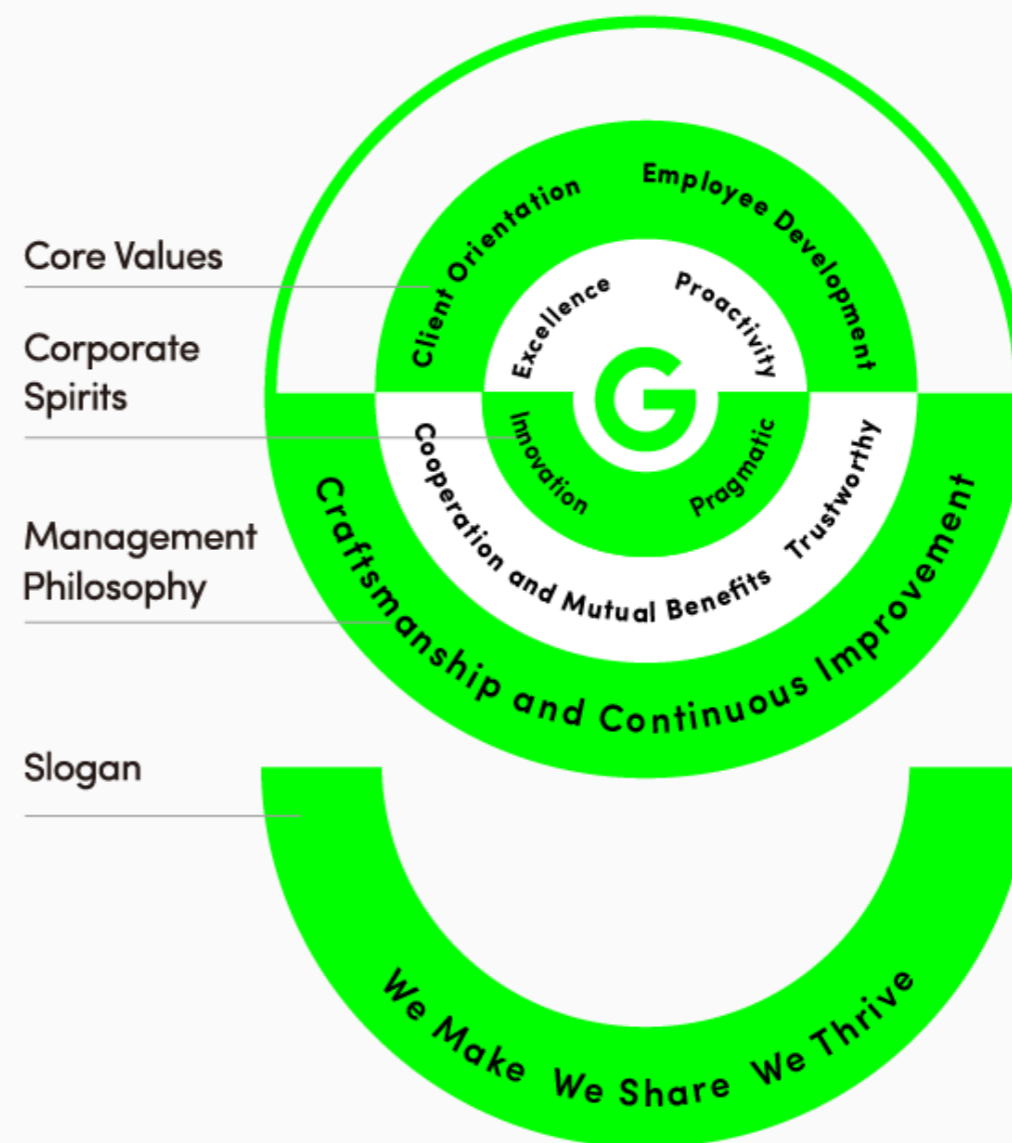 Core Values
Corporate
Spirits
Management
Philosophy
Slogan
Client Orientation
Employee Development
Excellence
Proactivity
G
Innovation
Pragmatic
Cooperation and Mutual Benefits
Trustworthy
Craftsmanship and Continuous Improvement
We Make We Share We Thrive